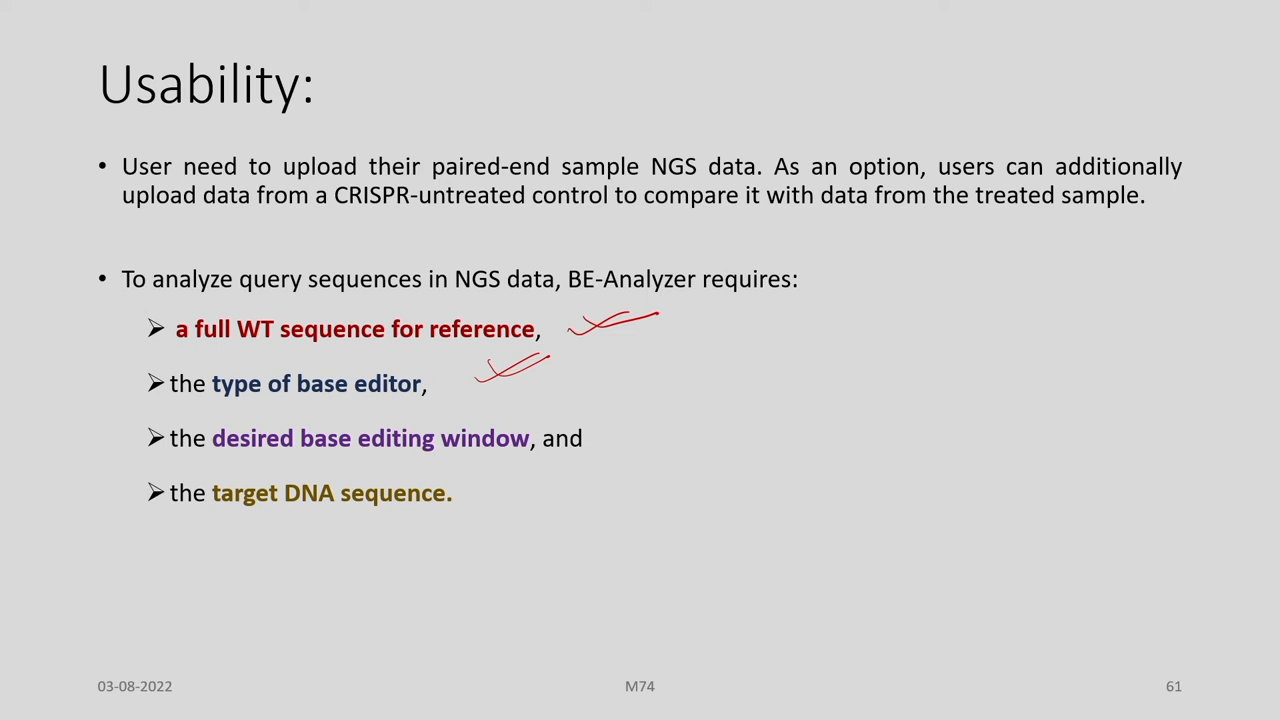 Usability:
• User need to upload their paired-end sample NGS data. As an option, users can additionally
upload data from a CRISPR-untreated control to compare it with data from the treated sample.
• To analyze query sequences in NGS data, BE-Analyzer requires:
➢ a full WT sequence for reference,
➢ the type of base editor,
➢ the desired base editing window, and
➢ the target DNA sequence.
03-08-2022 M74 61